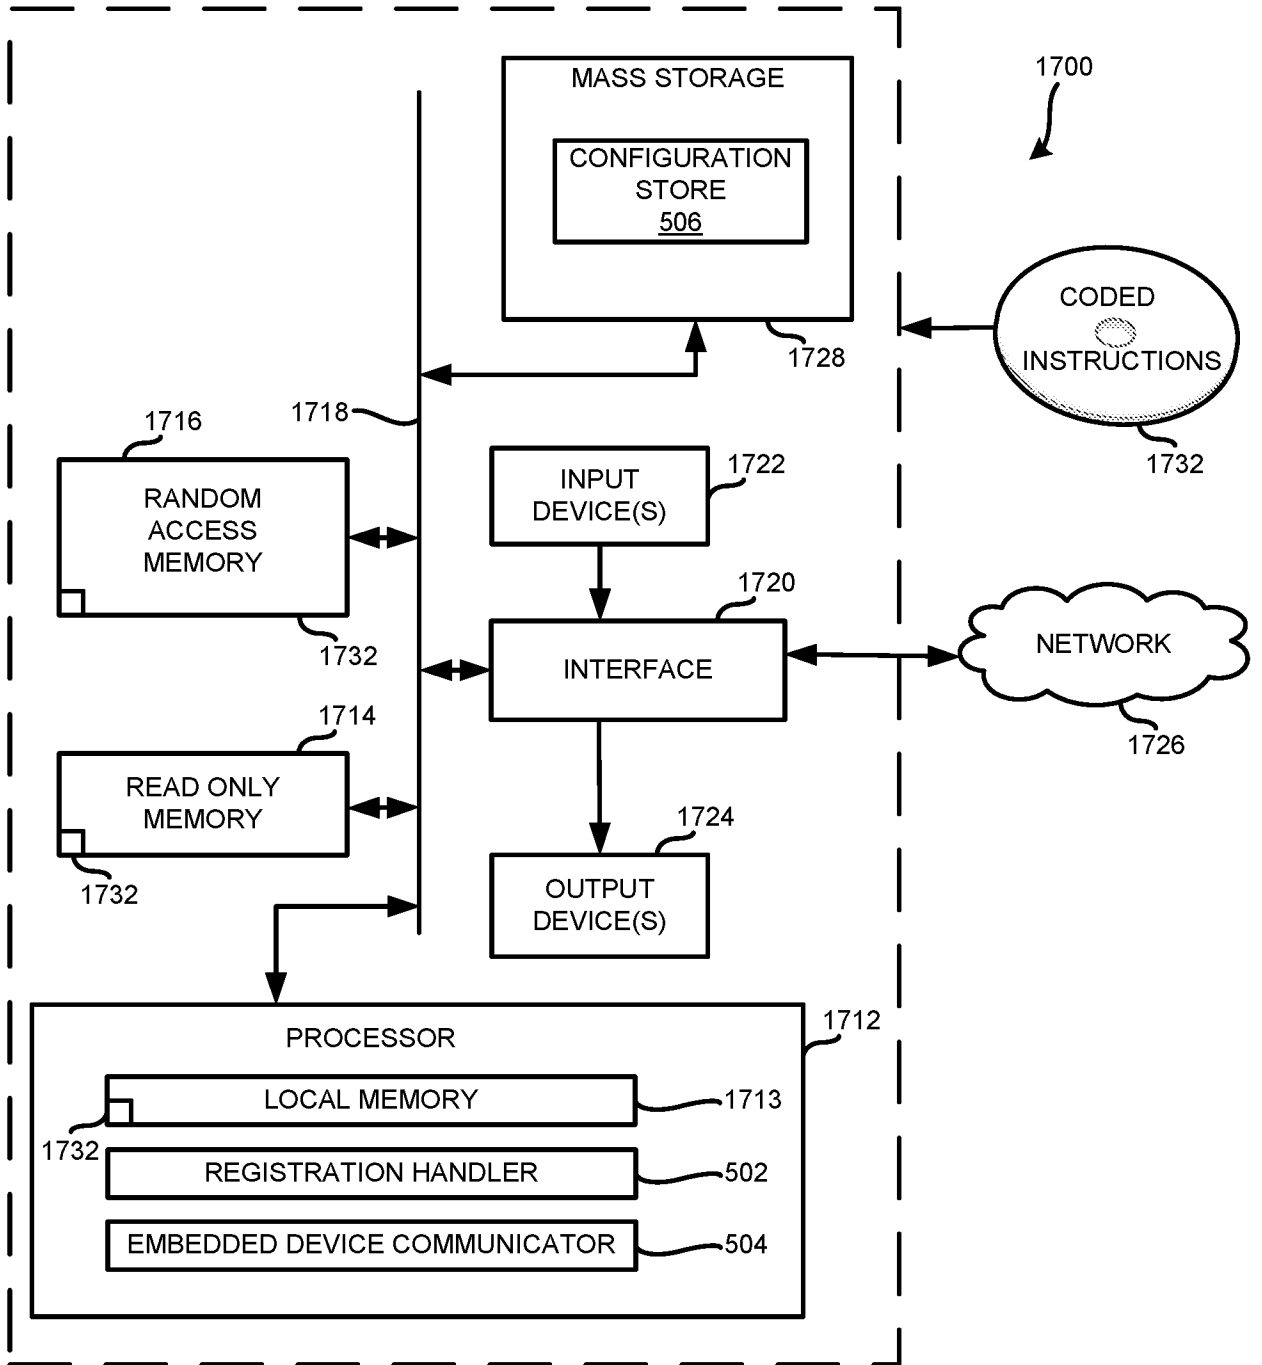 1700
MASS STORAGE
CONFIGURATION
STORE
506
1728
CODED
INSTRUCTIONS
1732
1718
1716
RANDOM
ACCESS
MEMORY
1732
INPUT
DEVICE(S)
1722
1720
INTERFACE
NETWORK
1726
1714
READ ONLY
MEMORY
1732
1724
OUTPUT
DEVICE(S)
1712
PROCESSOR
LOCAL MEMORY
1713
1732
REGISTRATION HANDLER
502
EMBEDDED DEVICE COMMUNICATOR
504